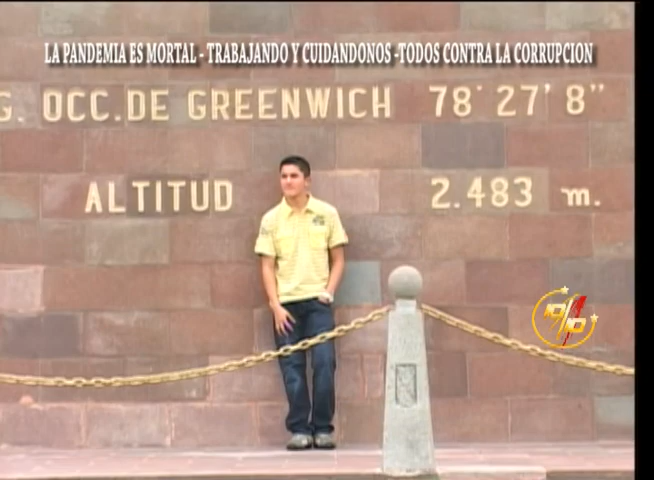 LA PANDEMIA ES MORTAL - TRABAJANDO Y CUIDANDONOS -TODOS CONTRA LA CORRUPCION
G. OCC.DE GREENWICH 78° 27' 8"
ALTITUD 2.483 m.